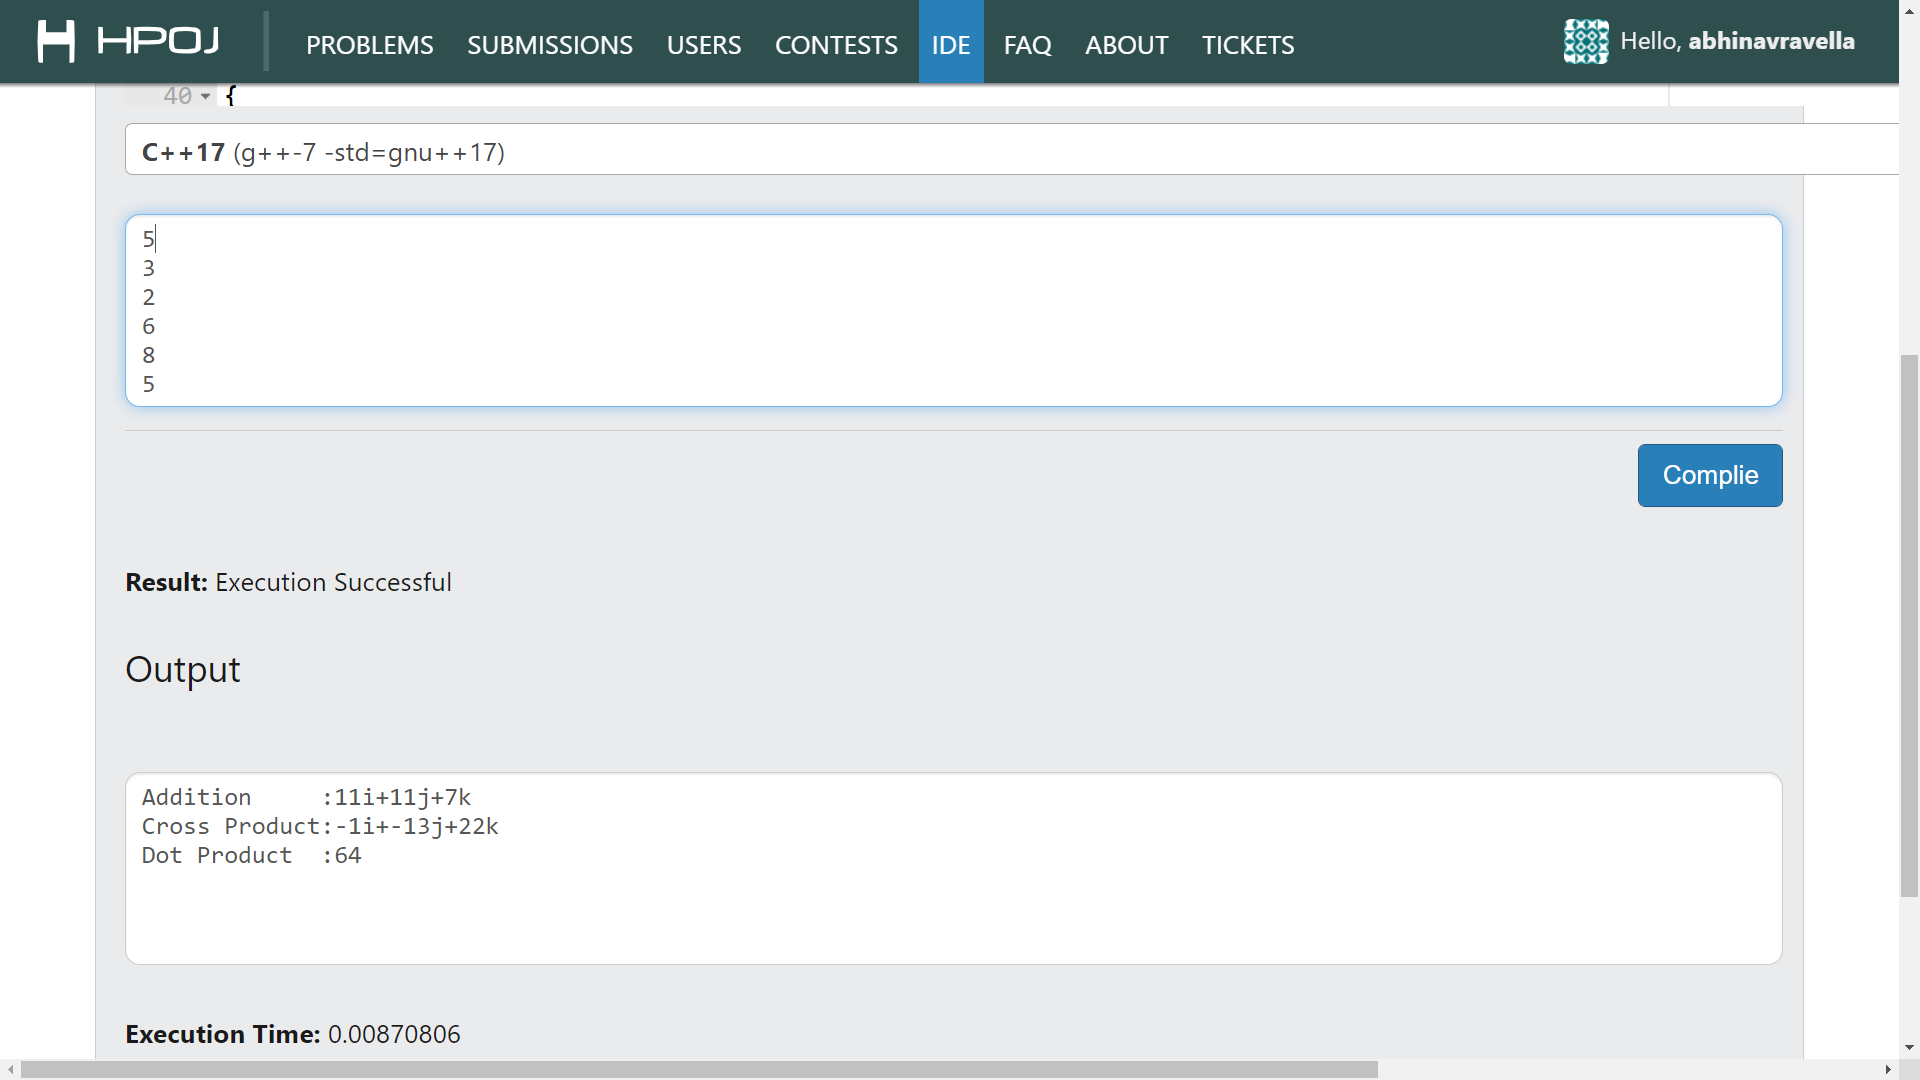 HPOJ
PROBLEMS SUBMISSIONS USERS CONTESTS IDE FAQ ABOUT TICKETS
Hello, abhinavravella
40 {
C++17 (g++-7 -std=gnu++17)
5
3
2
6
8
5
Complie
Result: Execution Successful
Output
Addition     :11i+11j+7k
Cross Product:-1i+-13j+22k
Dot Product  :64
Execution Time: 0.00870806